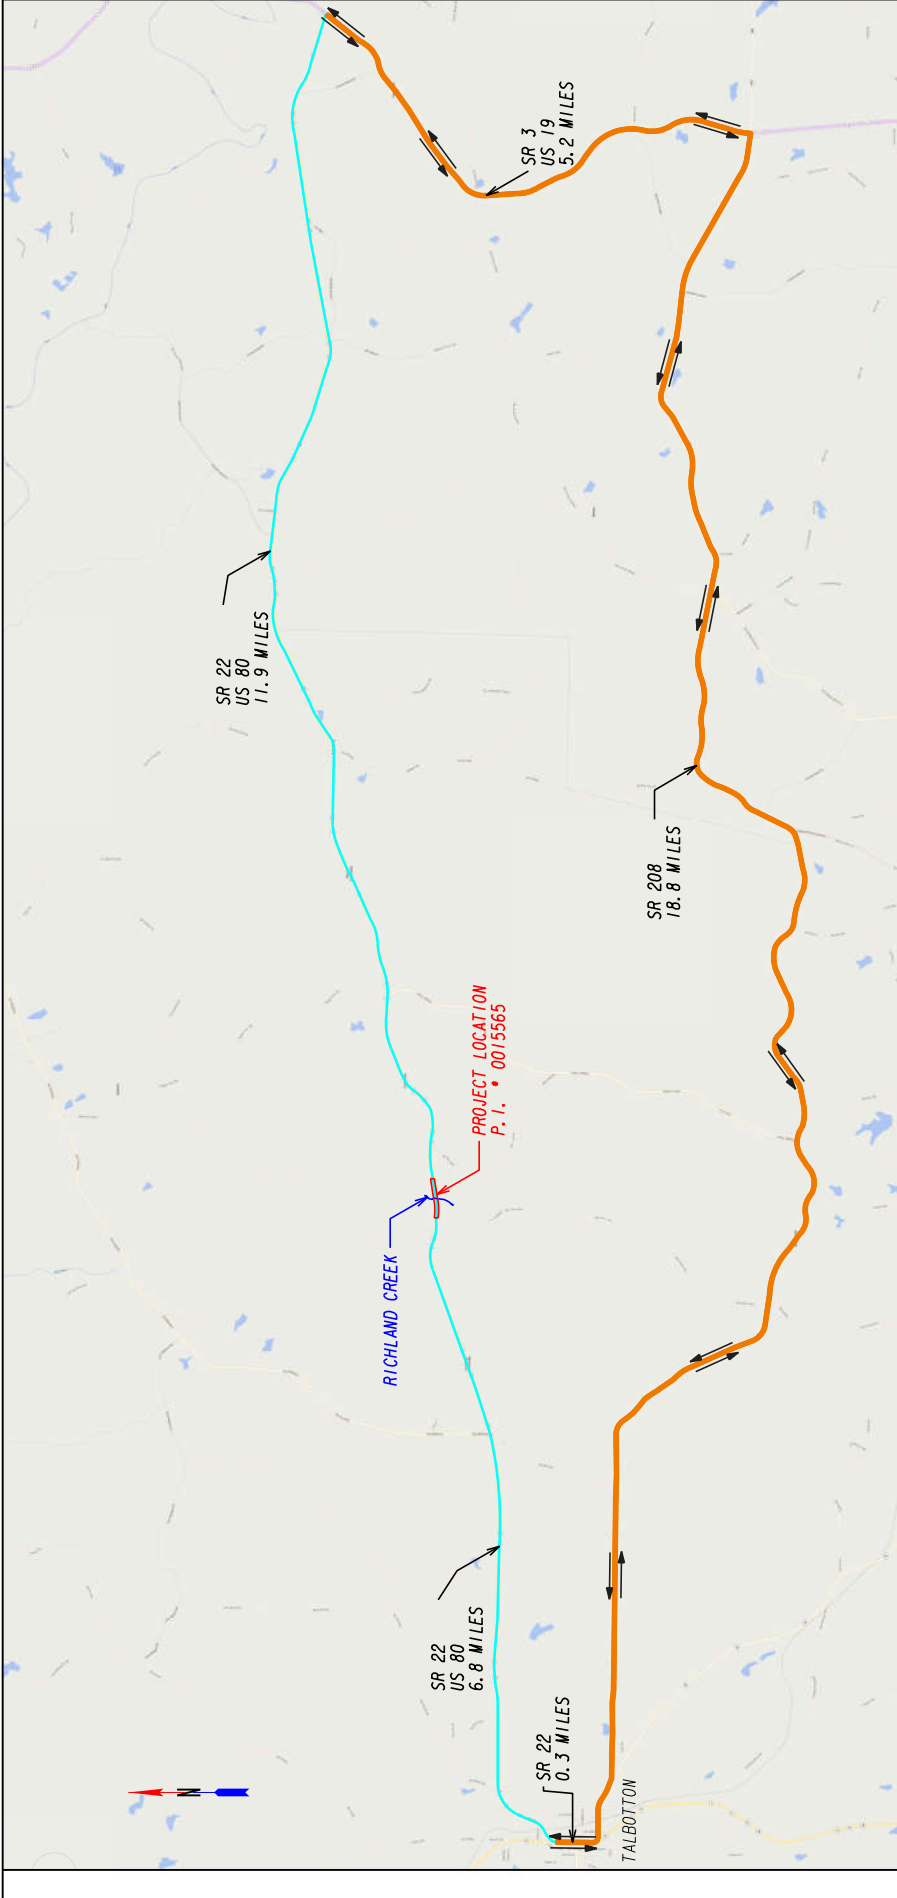 SR 3
US 19
5.2 MILES
SR 22
US 80
11.9 MILES
SR 208
18.8 MILES
PROJECT LOCATION
P. I. # 0015565
RICHLAND CREEK
SR 22
US 80
6.8 MILES
SR 22
0.3 MILES
TALBOTTON
N